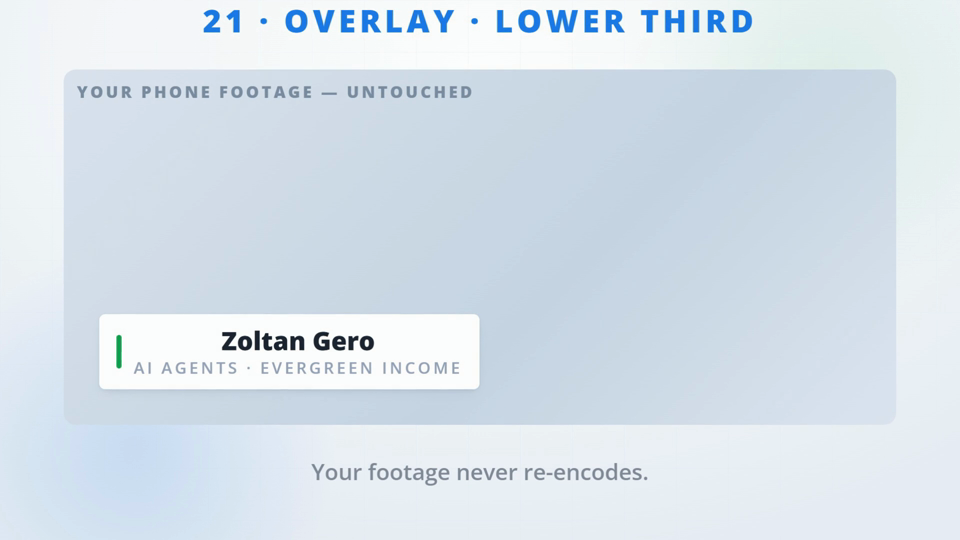 21 · OVERLAY · LOWER THIRD
YOUR PHONE FOOTAGE — UNTOUCHED
Zoltan Gero
AI AGENTS · EVERGREEN INCOME
Your footage never re-encodes.